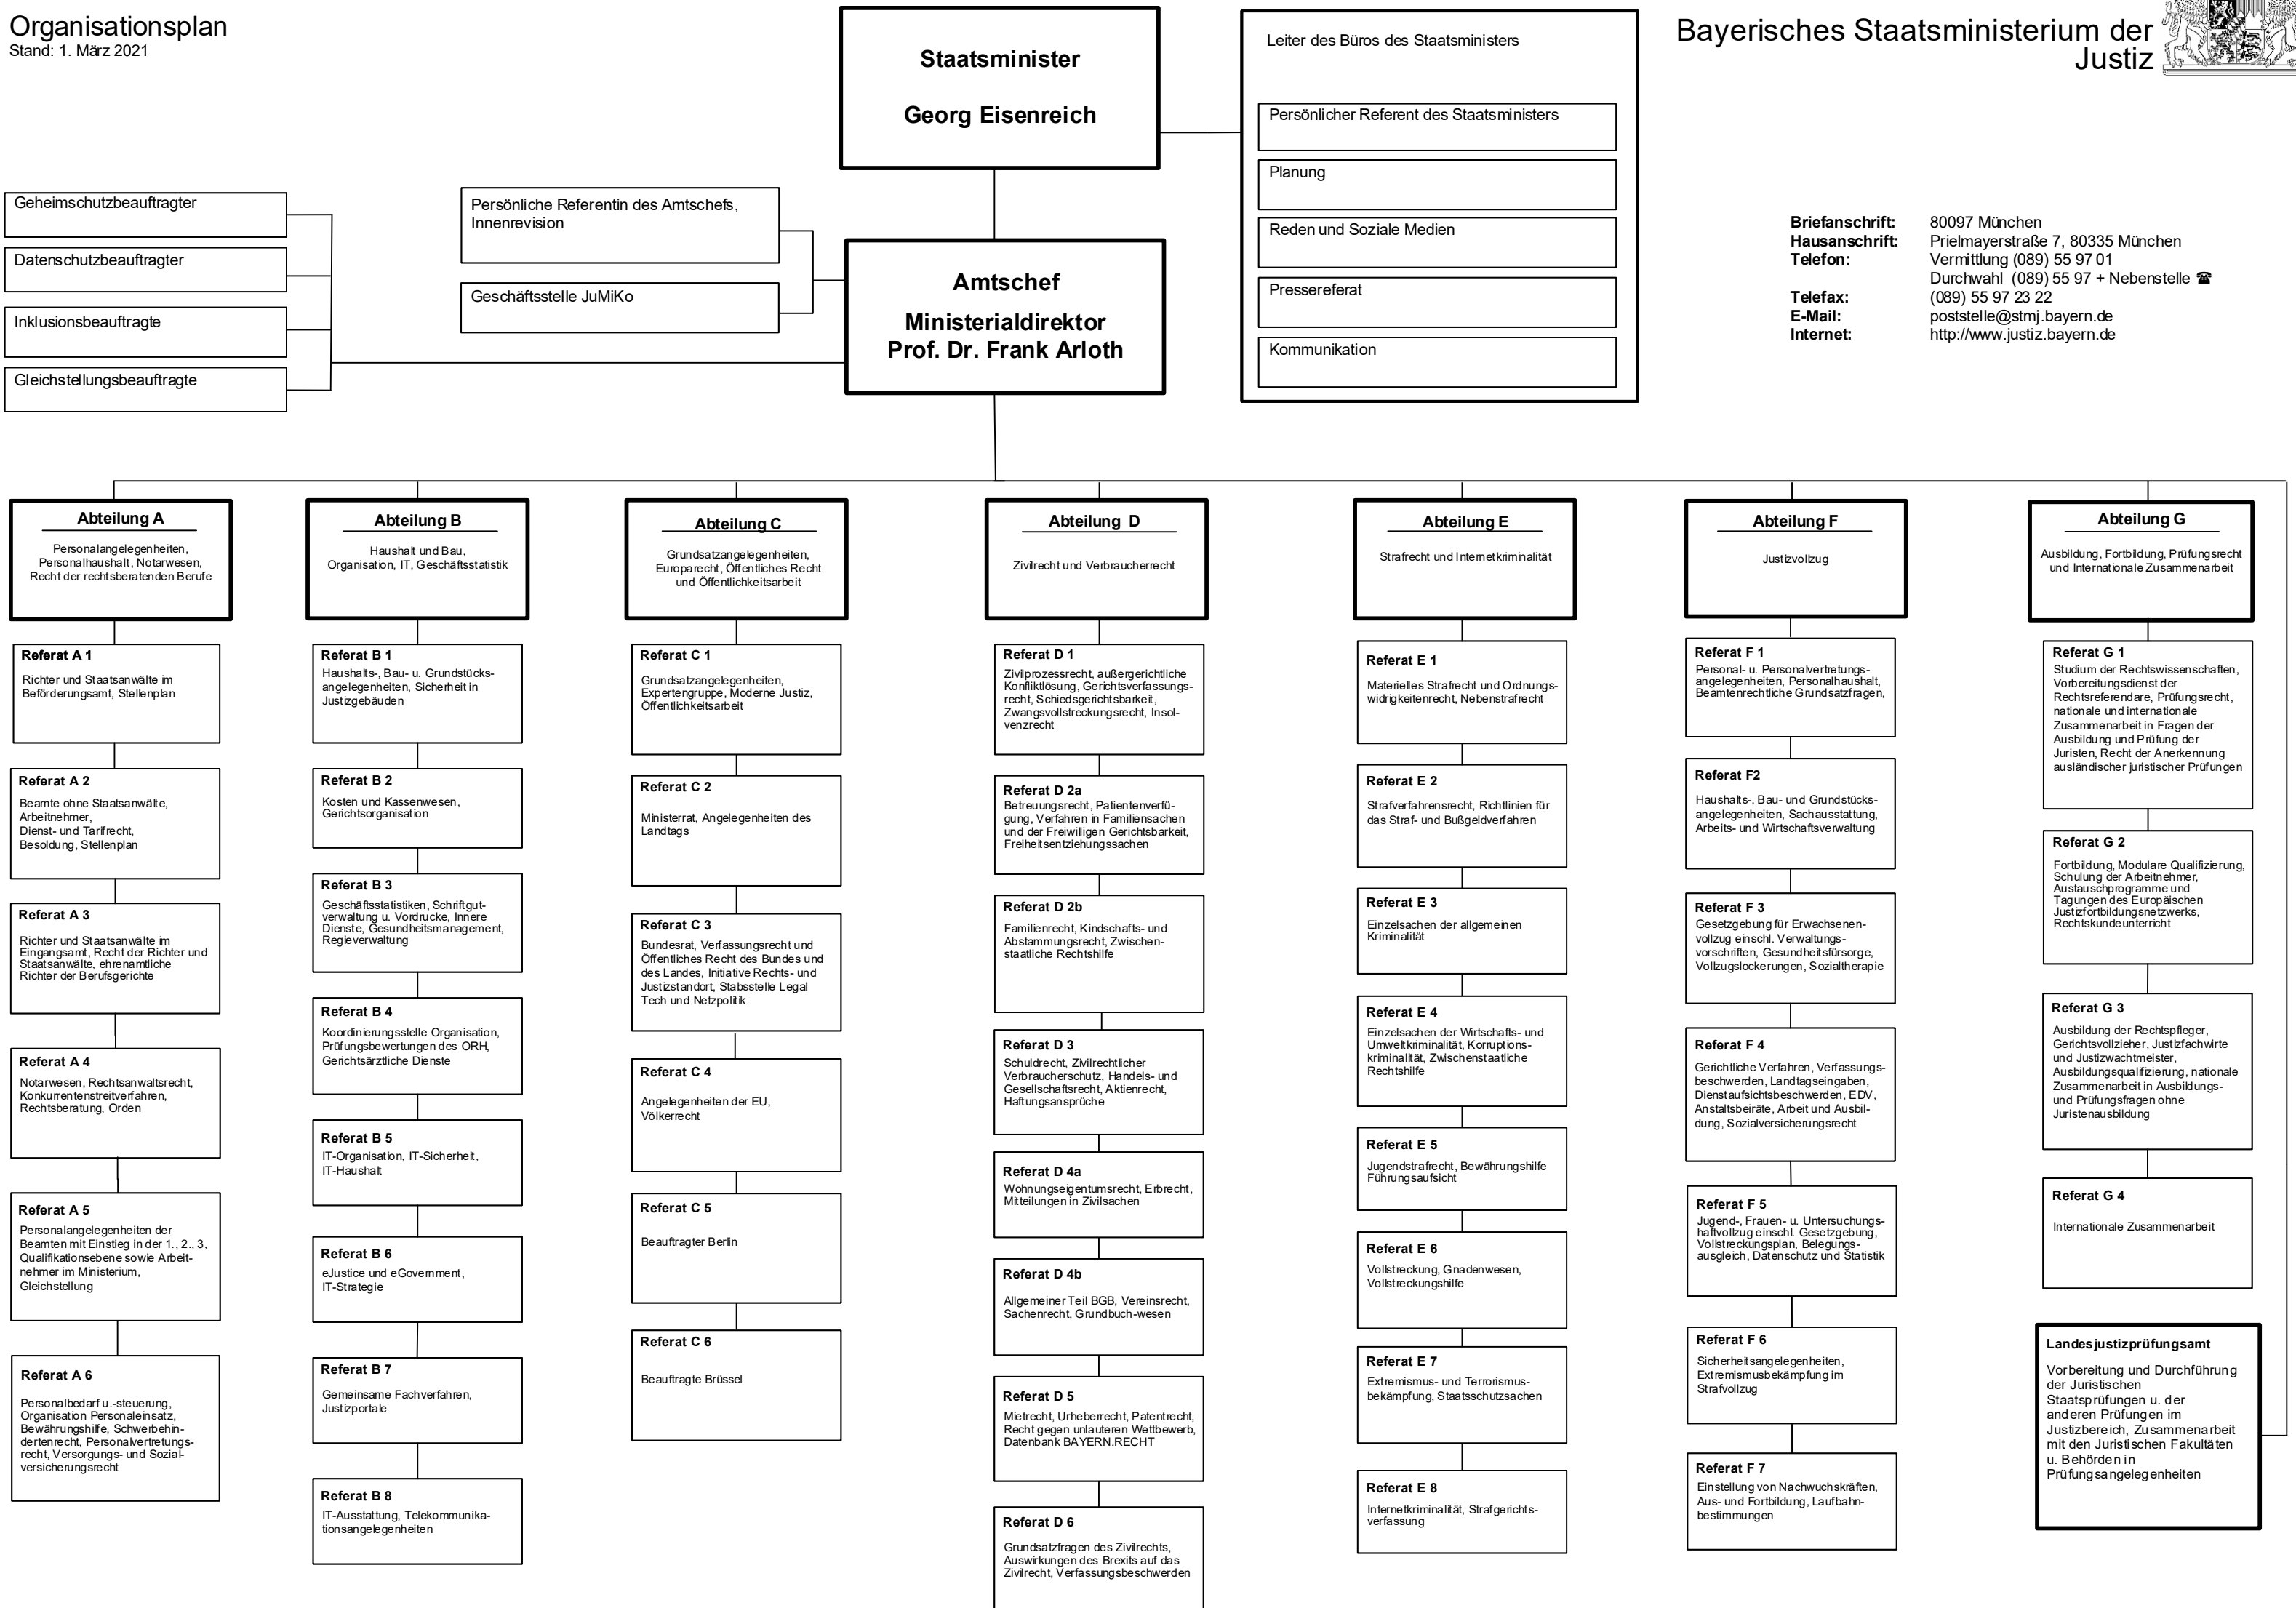 Organisationsplan
Stand: 1. März 2021
Staatsminister
Georg Eisenreich
Leiter des Büros des Staatsministers
Persönlicher Referent des Staatsministers
Planung
Reden und Soziale Medien
Pressereferat
Kommunikation
Bayerisches Staatsministerium der
Justiz
Briefanschrift: 80097 München
Hausanschrift: Prielmayerstraße 7, 80335 München
Telefon: Vermittlung (089) 55 97 01
Durchwahl (089) 55 97 + Nebenstelle ☎
Telefax: (089) 55 97 23 22
E-Mail: poststelle@stmj.bayern.de
Internet: http://www.justiz.bayern.de
Geheimschutzbeauftragter
Datenschutzbeauftragter
Inklusionsbeauftragte
Gleichstellungsbeauftragte
Persönliche Referentin des Amtschefs,
Innenrevision
Geschäftsstelle JuMiKo
Amtschef
Ministerialdirektor
Prof. Dr. Frank Arloth
Abteilung A
Personalangelegenheiten,
Personalhaushalt, Notarwesen,
Recht der rechtsberatenden Berufe
Referat A 1
Richter und Staatsanwälte im
Beförderungsamt, Stellenplan
Referat A 2
Beamte ohne Staatsanwälte,
Arbeitnehmer,
Dienst- und Tarifrecht,
Besoldung, Stellenplan
Referat A 3
Richter und Staatsanwälte im
Eingangsamt, Recht der Richter und
Staatsanwälte, ehrenamtliche
Richter der Berufsgerichte
Referat A 4
Notarwesen, Rechtsanwaltsrecht,
Konkurrentenstreitverfahren,
Rechtsberatung, Orden
Referat A 5
Personalangelegenheiten der
Beamten mit Einstieg in der 1., 2., 3,
Qualifikationsebene sowie Arbeit-
nehmer im Ministerium,
Gleichstellung
Referat A 6
Personalbedarf u.-steuerung,
Organisation Personaleinsatz,
Bewährungshilfe, Schwerbehin-
dertenrecht, Personalvertretungs-
recht, Versorgungs- und Sozial-
versicherungsrecht
Abteilung B
Haushalt und Bau,
Organisation, IT, Geschäftsstatistik
Referat B 1
Haushalts-, Bau- u. Grundstücks-
angelegenheiten, Sicherheit in
Justizgebäuden
Referat B 2
Kosten und Kassenwesen,
Gerichtsorganisation
Referat B 3
Geschäftsstatistiken, Schriftgut-
verwaltung u. Vordrucke, Innere
Dienste, Gesundheitsmanagement,
Regieverwaltung
Referat B 4
Koordinierungsstelle Organisation,
Prüfungsbewertungen des ORH,
Gerichtsärztliche Dienste
Referat B 5
IT-Organisation, IT-Sicherheit,
IT-Haushalt
Referat B 6
eJustice und eGovernment,
IT-Strategie
Referat B 7
Gemeinsame Fachverfahren,
Justizportale
Referat B 8
IT-Ausstattung, Telekommunika-
tionsangelegenheiten
Abteilung C
Grundsatzangelegenheiten,
Europarecht, Öffentliches Recht
und Öffentlichkeitsarbeit
Referat C 1
Grundsatzangelegenheiten,
Expertengruppe, Moderne Justiz,
Öffentlichkeitsarbeit
Referat C 2
Ministerrat, Angelegenheiten des
Landtags
Referat C 3
Bundesrat, Verfassungsrecht und
Öffentliches Recht des Bundes und
des Landes, Initiative Rechts- und
Justizstandort, Stabsstelle Legal
Tech und Netzpolitik
Referat C 4
Angelegenheiten der EU,
Völkerrecht
Referat C 5
Beauftragter Berlin
Referat C 6
Beauftragte Brüssel
Abteilung D
Zivilrecht und Verbraucherrecht
Referat D 1
Zivilprozessrecht, außergerichtliche
Konfliktlösung, Gerichtsverfassungs-
recht, Schiedsgerichtsbarkeit,
Zwangsvollstreckungsrecht, Insol-
venzrecht
Referat D 2a
Betreuungsrecht, Patientenverfü-
gung, Verfahren in Familiensachen
und der Freiwilligen Gerichtsbarkeit,
Freiheitsentziehungssachen
Referat D 2b
Familienrecht, Kindschafts- und
Abstammungsrecht, Zwischen-
staatliche Rechtshilfe
Referat D 3
Schuldrecht, Zivilrechtlicher
Verbraucherschutz, Handels- und
Gesellschaftsrecht, Aktienrecht,
Haftungsansprüche
Referat D 4a
Wohnungseigentumsrecht, Erbrecht,
Mitteilungen in Zivilsachen
Referat D 4b
Allgemeiner Teil BGB, Vereinsrecht,
Sachenrecht, Grundbuch-wesen
Referat D 5
Mietrecht, Urheberrecht, Patentrecht,
Recht gegen unlauteren Wettbewerb,
Datenbank BAYERN.RECHT
Referat D 6
Grundsatzfragen des Zivilrechts,
Auswirkungen des Brexits auf das
Zivilrecht, Verfassungsbeschwerden
Abteilung E
Strafrecht und Internetkriminalität
Referat E 1
Materielles Strafrecht und Ordnungs-
widrigkeitenrecht, Nebenstrafrecht
Referat E 2
Strafverfahrensrecht, Richtlinien für
das Straf- und Bußgeldverfahren
Referat E 3
Einzelsachen der allgemeinen
Kriminalität
Referat E 4
Einzelsachen der Wirtschafts- und
Umweltkriminalität, Korruptions-
kriminalität, Zwischenstaatliche
Rechtshilfe
Referat E 5
Jugendstrafrecht, Bewährungshilfe
Führungsaufsicht
Referat E 6
Vollstreckung, Gnadenwesen,
Vollstreckungshilfe
Referat E 7
Extremismus- und Terrorismus-
bekämpfung, Staatsschutzsachen
Referat E 8
Internetkriminalität, Strafgerichts-
verfassung
Abteilung F
Justizvollzug
Referat F 1
Personal- u. Personalvertretungs-
angelegenheiten, Personalhaushalt,
Beamtenrechtliche Grundsatzfragen,
Referat F2
Haushalts-. Bau- und Grundstücks-
angelegenheiten, Sachausstattung,
Arbeits- und Wirtschaftsverwaltung
Referat F 3
Gesetzgebung für Erwachsenen-
vollzug einschl. Verwaltungs-
vorschriften, Gesundheitsfürsorge,
Vollzugslockerungen, Sozialtherapie
Referat F 4
Gerichtliche Verfahren, Verfassungs-
beschwerden, Landtagseingaben,
Dienstaufsichtsbeschwerden, EDV,
Anstaltsbeiräte, Arbeit und Ausbil-
dung, Sozialversicherungsrecht
Referat F 5
Jugend-, Frauen- u. Untersuchungs-
haftvollzug einschl. Gesetzgebung,
Vollstreckungsplan, Belegungs-
ausgleich, Datenschutz und Statistik
Referat F 6
Sicherheitsangelegenheiten,
Extremismusbekämpfung im
Strafvollzug
Referat F 7
Einstellung von Nachwuchskräften,
Aus- und Fortbildung, Laufbahn-
bestimmungen
Abteilung G
Ausbildung, Fortbildung, Prüfungsrecht
und Internationale Zusammenarbeit
Referat G 1
Studium der Rechtswissenschaften,
Vorbereitungsdienst der
Rechtsreferendare, Prüfungsrecht,
nationale und internationale
Zusammenarbeit in Fragen der
Ausbildung und Prüfung der
Juristen, Recht der Anerkennung
ausländischer juristischer Prüfungen
Referat G 2
Fortbildung, Modulare Qualifizierung,
Schulung der Arbeitnehmer,
Austauschprogramme und
Tagungen des Europäischen
Justizfortbildungsnetzwerks,
Rechtskundeunterricht
Referat G 3
Ausbildung der Rechtspfleger,
Gerichtsvollzieher, Justizfachwirte
und Justizwachtmeister,
Ausbildungsqualifizierung, nationale
Zusammenarbeit in Ausbildungs-
und Prüfungsfragen ohne
Juristenausbildung
Referat G 4
Internationale Zusammenarbeit
Landesjustizprüfungsamt
Vorbereitung und Durchführung
der Juristischen
Staatsprüfungen u. der
anderen Prüfungen im
Justizbereich, Zusammenarbeit
mit den Juristischen Fakultäten
u. Behörden in
Prüfungsangelegenheiten